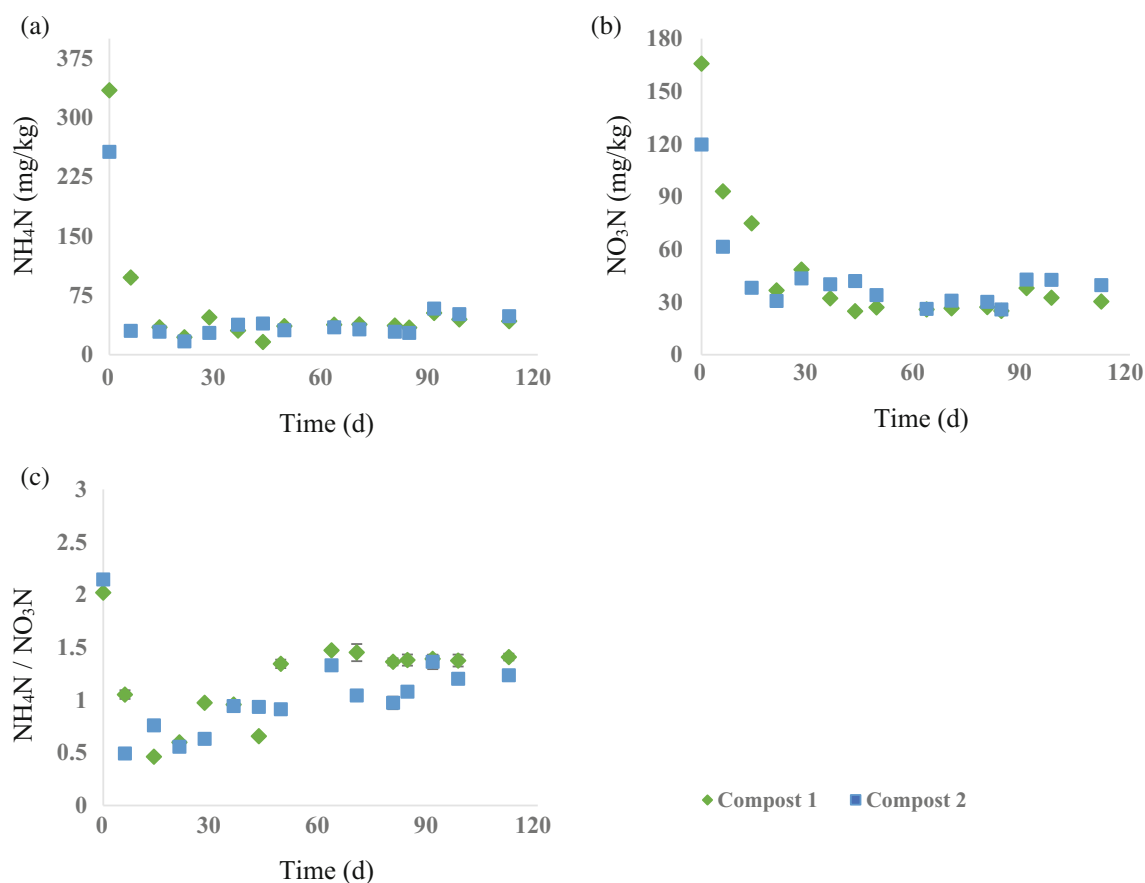 (a)
375
300
225
150
75
0
NH₄N (mg/kg)
0 30 60 90 120
Time (d)
(b)
180
150
120
90
60
30
0
NO₃N (mg/kg)
0 30 60 90 120
Time (d)
(c)
3
2.5
2
1.5
1
0.5
0
NH₄N / NO₃N
0 30 60 90 120
Time (d)
Compost 1 Compost 2